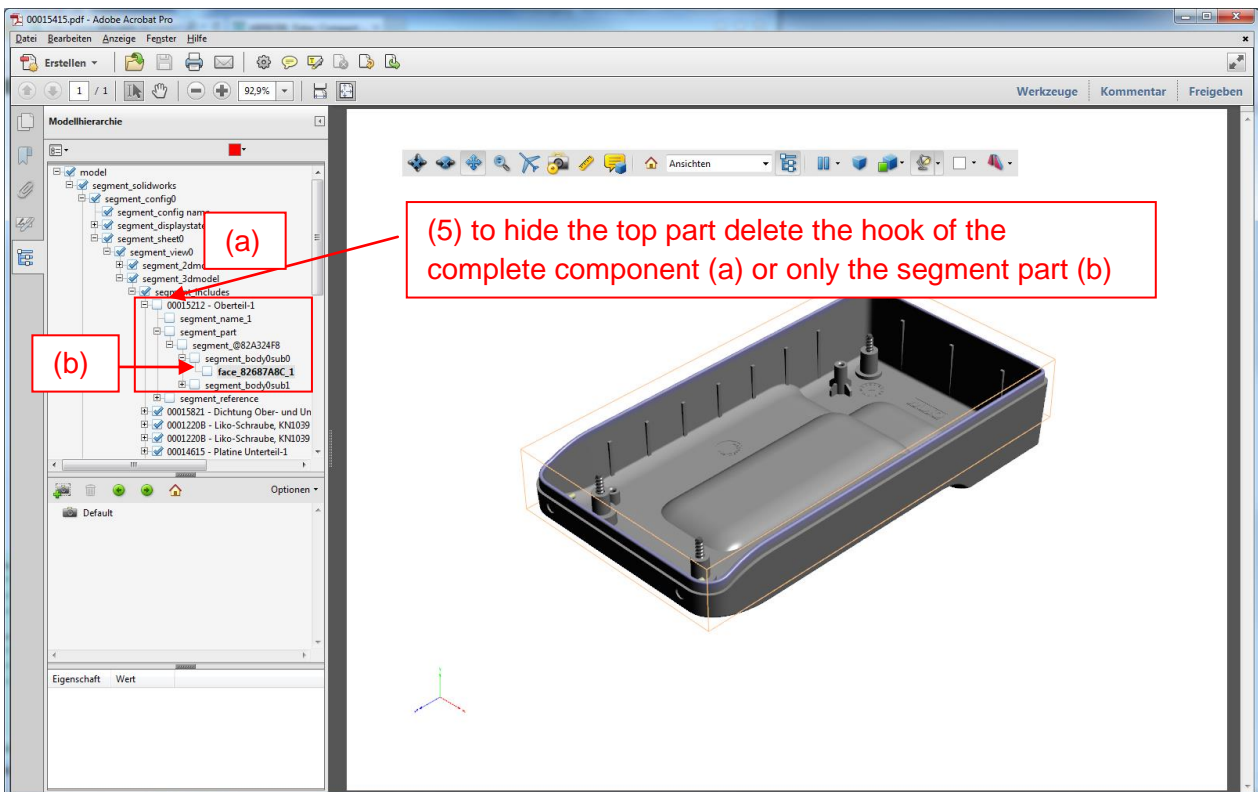 00015415.pdf - Adobe Acrobat Pro
Datei Bearbeiten Anzeige Fenster Hilfe
Erstellen
1 / 1 92,9% Werkzeuge Kommentar Freigeben
Modellhierarchie
Ansichten
model
segment_solidworks
segment_config0
segment_config name
segment_displaystate
segment_sheet0
segment_view0
segment_2dmo
segment_3dmodel
segment_includes
00015212 - Oberteil-1
segment_name_1
segment_part
segment_@82A324F8
segment_body0sub0
face_82687A8C_1
segment_body0sub1
segment_reference
00015821 - Dichtung Ober- und Un
0001220B - Liko-Schraube, KN1039
0001220B - Liko-Schraube, KN1039
00014615 - Platine Unterteil-1
(a)
(b)
(5) to hide the top part delete the hook of the
complete component (a) or only the segment part (b)
Optionen
Default
Eigenschaft Wert